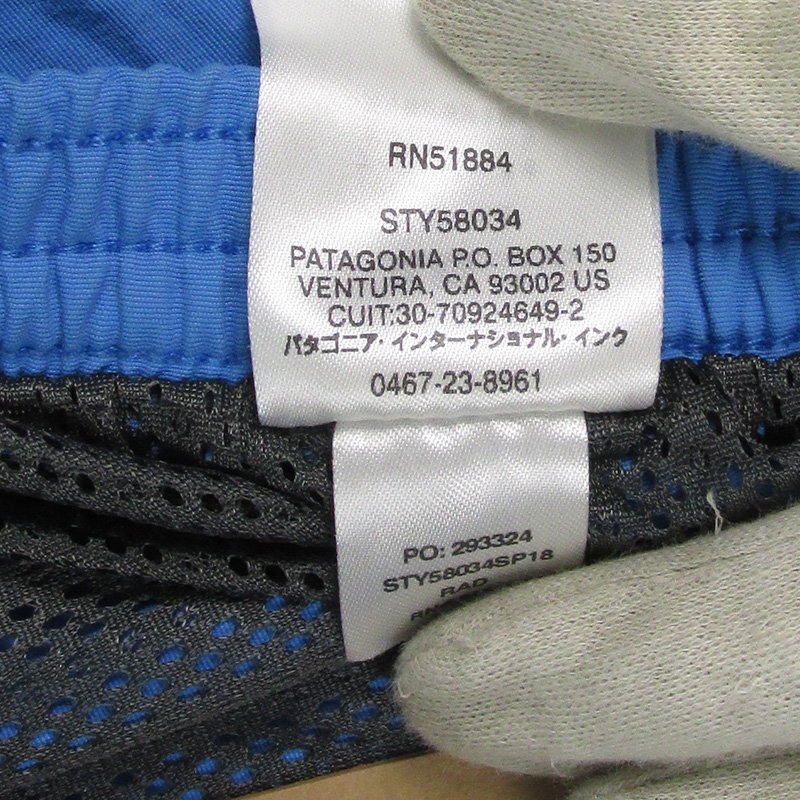 RN51884
STY58034
PATAGONIA P.O. BOX 150
VENTURA, CA 93002 US
CUIT:30-70924649-2
パタゴニア・インターナショナル・インク
0467-23-8961
PO: 293324
STY58034SP18
RAD